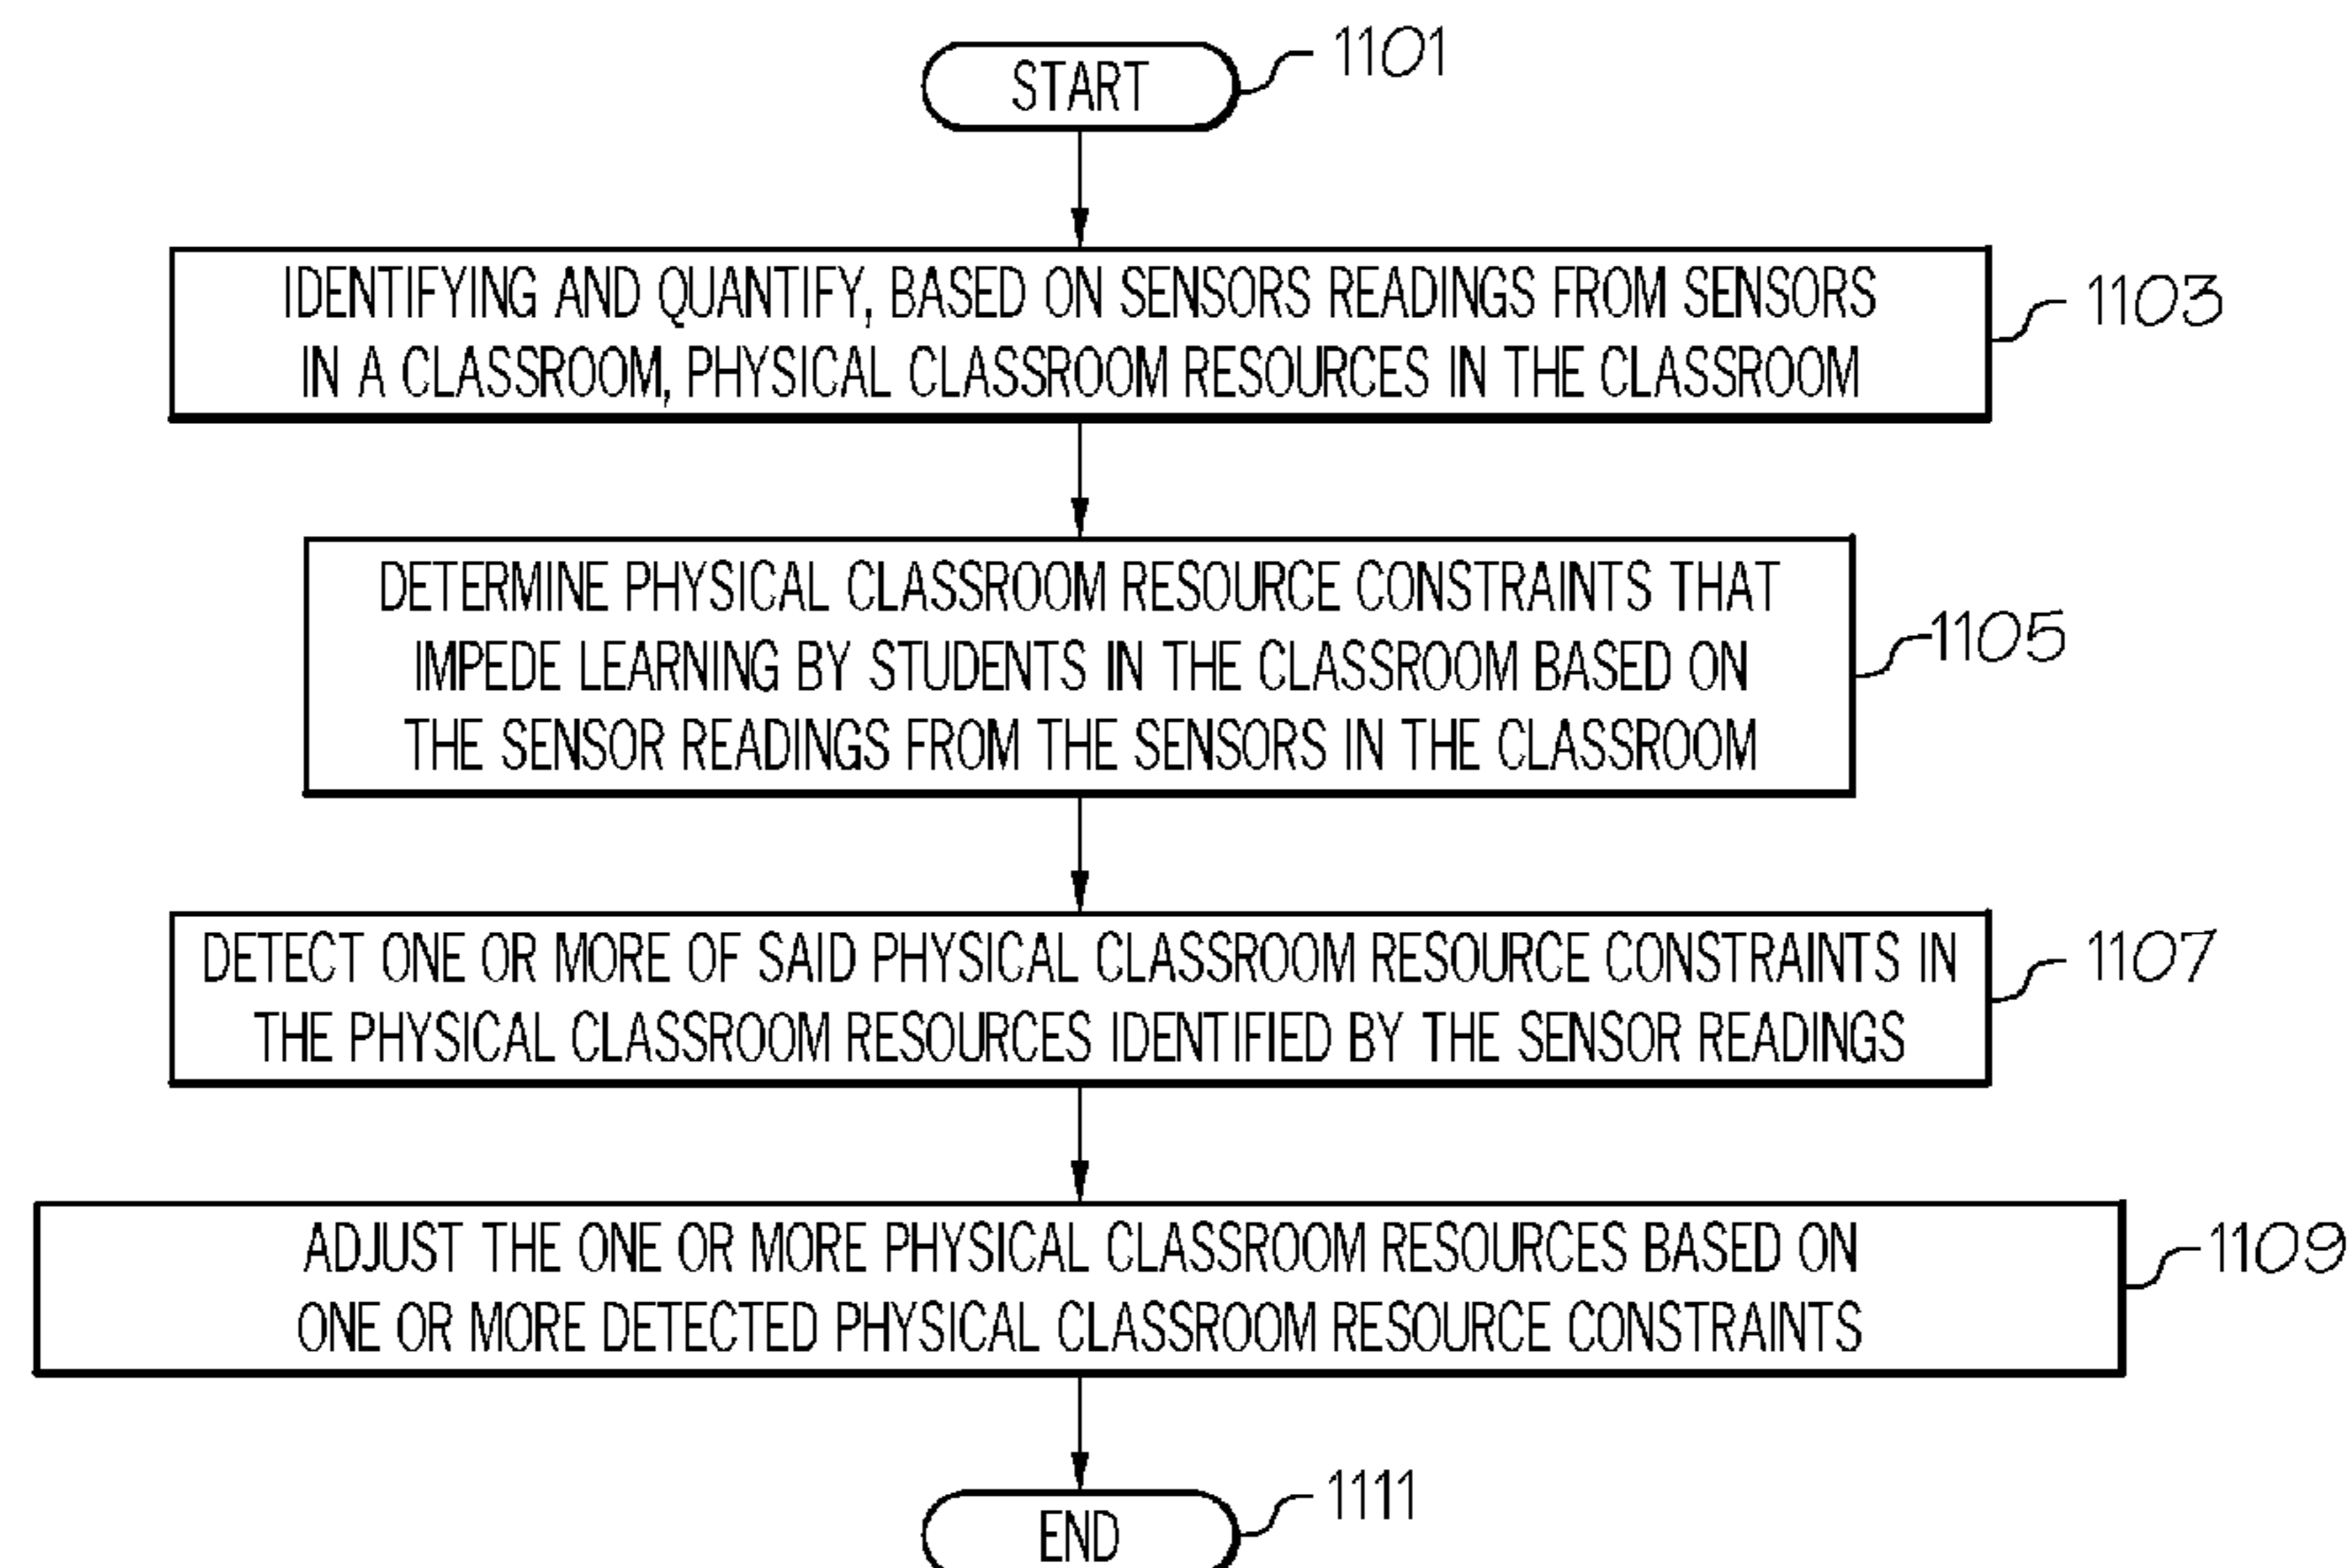 START
1101
IDENTIFYING AND QUANTIFY, BASED ON SENSORS READINGS FROM SENSORS
IN A CLASSROOM, PHYSICAL CLASSROOM RESOURCES IN THE CLASSROOM
1103
DETERMINE PHYSICAL CLASSROOM RESOURCE CONSTRAINTS THAT
IMPEDE LEARNING BY STUDENTS IN THE CLASSROOM BASED ON
THE SENSOR READINGS FROM THE SENSORS IN THE CLASSROOM
1105
DETECT ONE OR MORE OF SAID PHYSICAL CLASSROOM RESOURCE CONSTRAINTS IN
THE PHYSICAL CLASSROOM RESOURCES IDENTIFIED BY THE SENSOR READINGS
1107
ADJUST THE ONE OR MORE PHYSICAL CLASSROOM RESOURCES BASED ON
ONE OR MORE DETECTED PHYSICAL CLASSROOM RESOURCE CONSTRAINTS
1109
END
1111